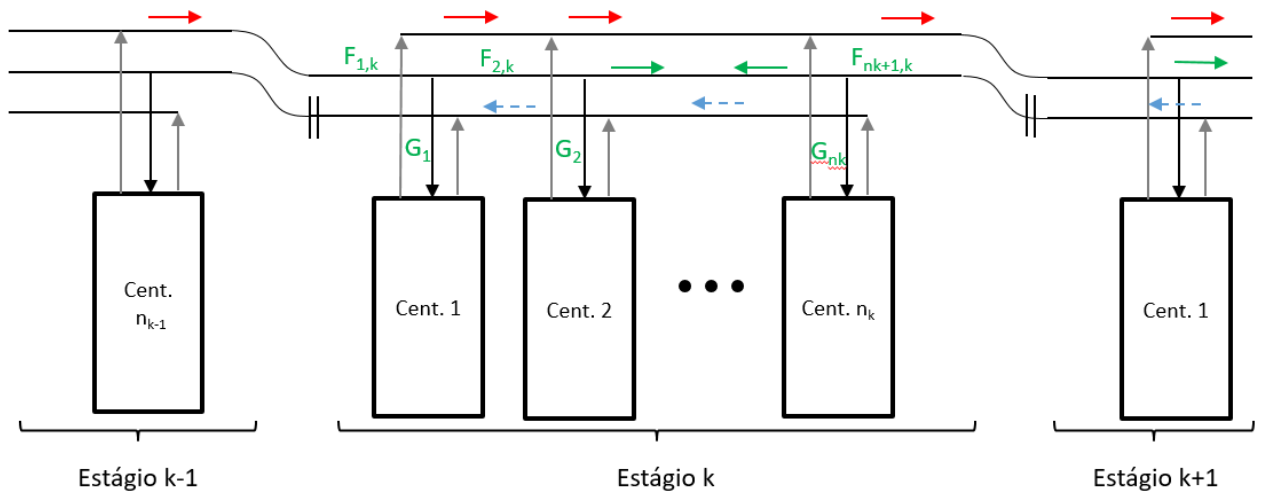 F1,k F2,k Fnk+1,k
G1 G2 Gnk
Cent.
nk-1
Cent. 1
Cent. 2
Cent. nk
Cent. 1
Estágio k-1
Estágio k
Estágio k+1